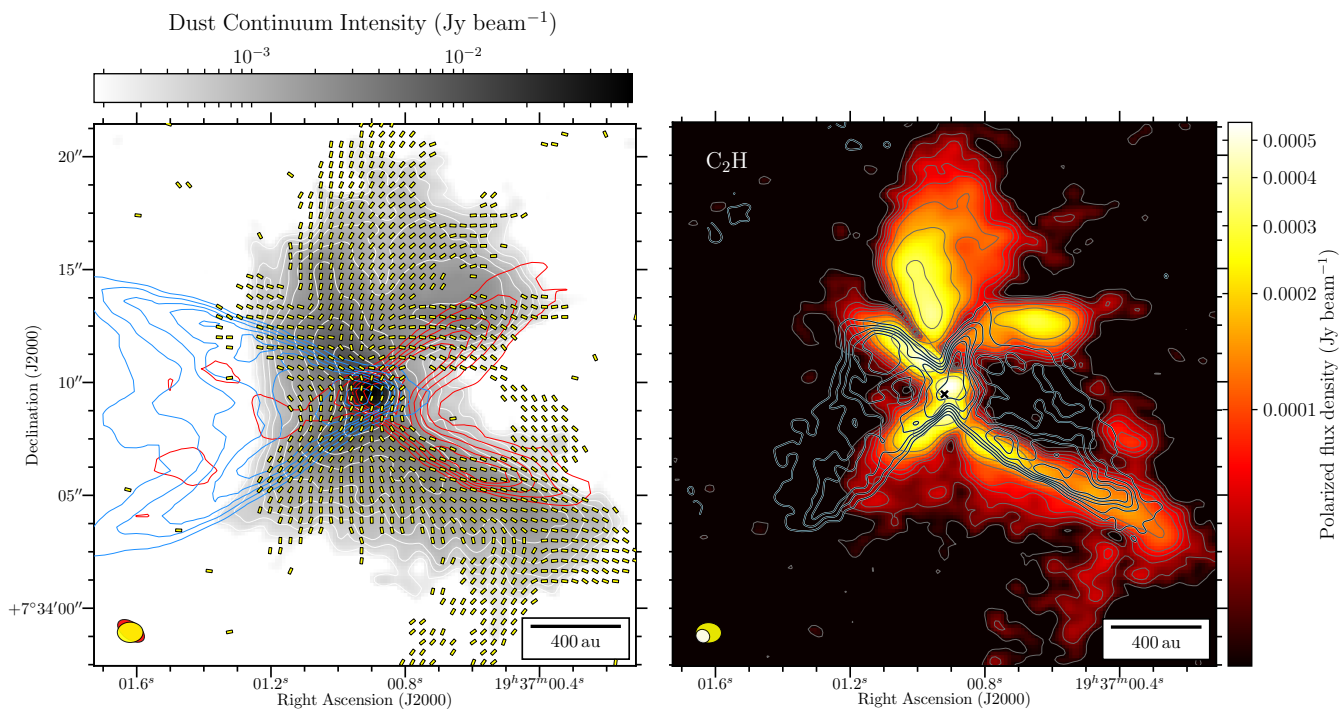 Dust Continuum Intensity (Jy beam⁻¹)
10⁻³ 10⁻²
20″
15″
10″
05″
+7°34′00″
Declination (J2000)
400 au
01.6ˢ 01.2ˢ 00.8ˢ 19ʰ37ᵐ00.4ˢ
Right Ascension (J2000)
C₂H
400 au
01.6ˢ 01.2ˢ 00.8ˢ 19ʰ37ᵐ00.4ˢ
Right Ascension (J2000)
0.0005
0.0004
0.0003
0.0002
0.0001
Polarized flux density (Jy beam⁻¹)